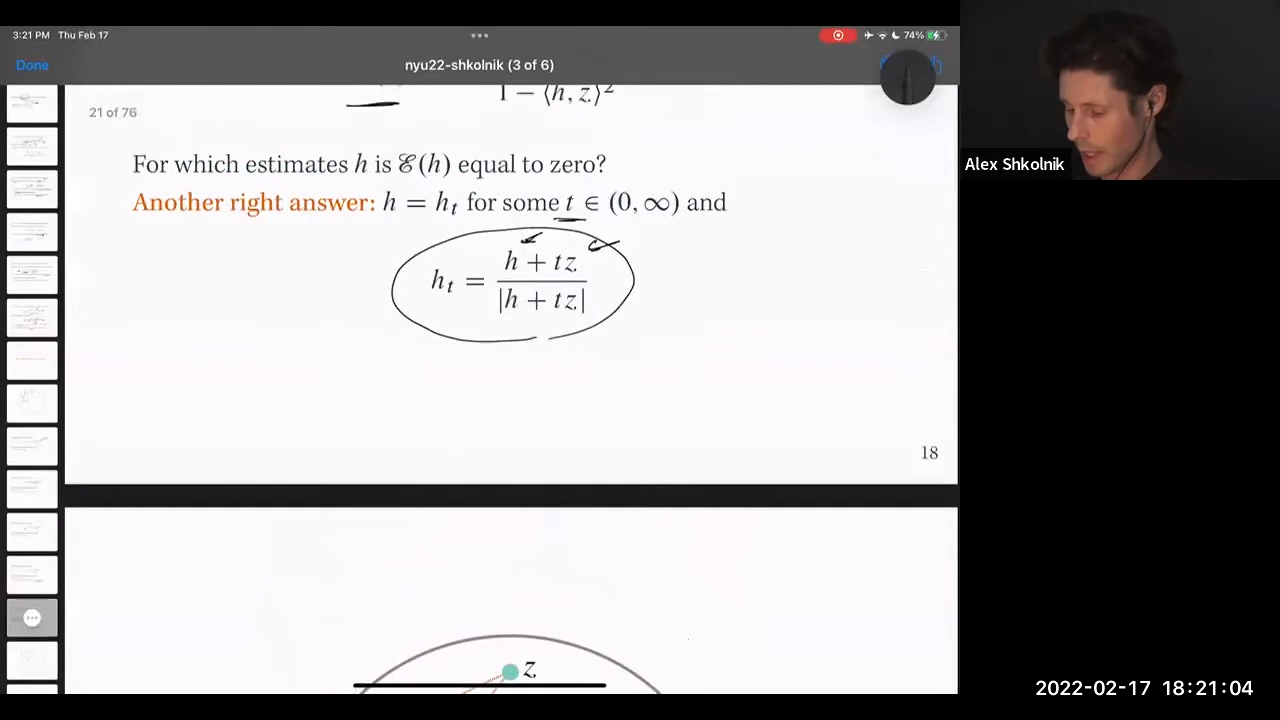 3:21 PM Thu Feb 17
74%
Done
nyu22-shkolnik (3 of 6)
21 of 76
1 − ⟨h, z⟩²
For which estimates h is ℰ(h) equal to zero?
Another right answer: h = hₜ for some t ∈ (0, ∞) and
hₜ = (h + tz) / |h + tz|
18
z
Alex Shkolnik
2022-02-17 18:21:04